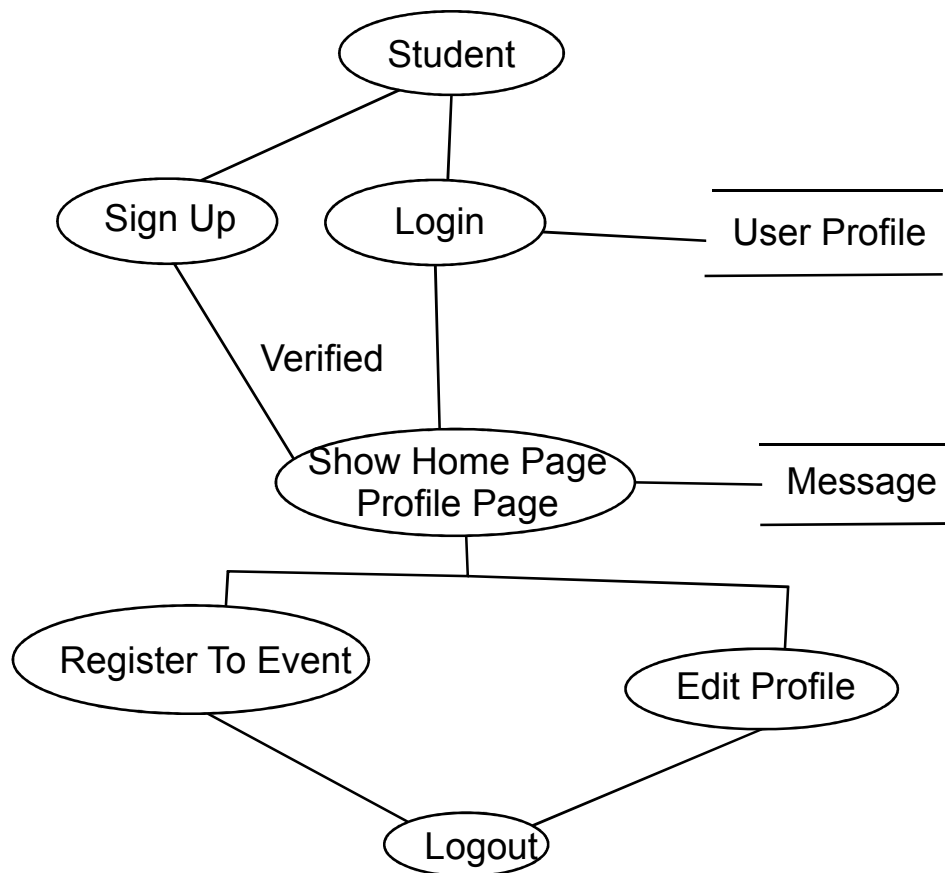 Student
Sign Up
Login
User Profile
Verified
Show Home Page
Profile Page
Message
Register To Event
Edit Profile
Logout